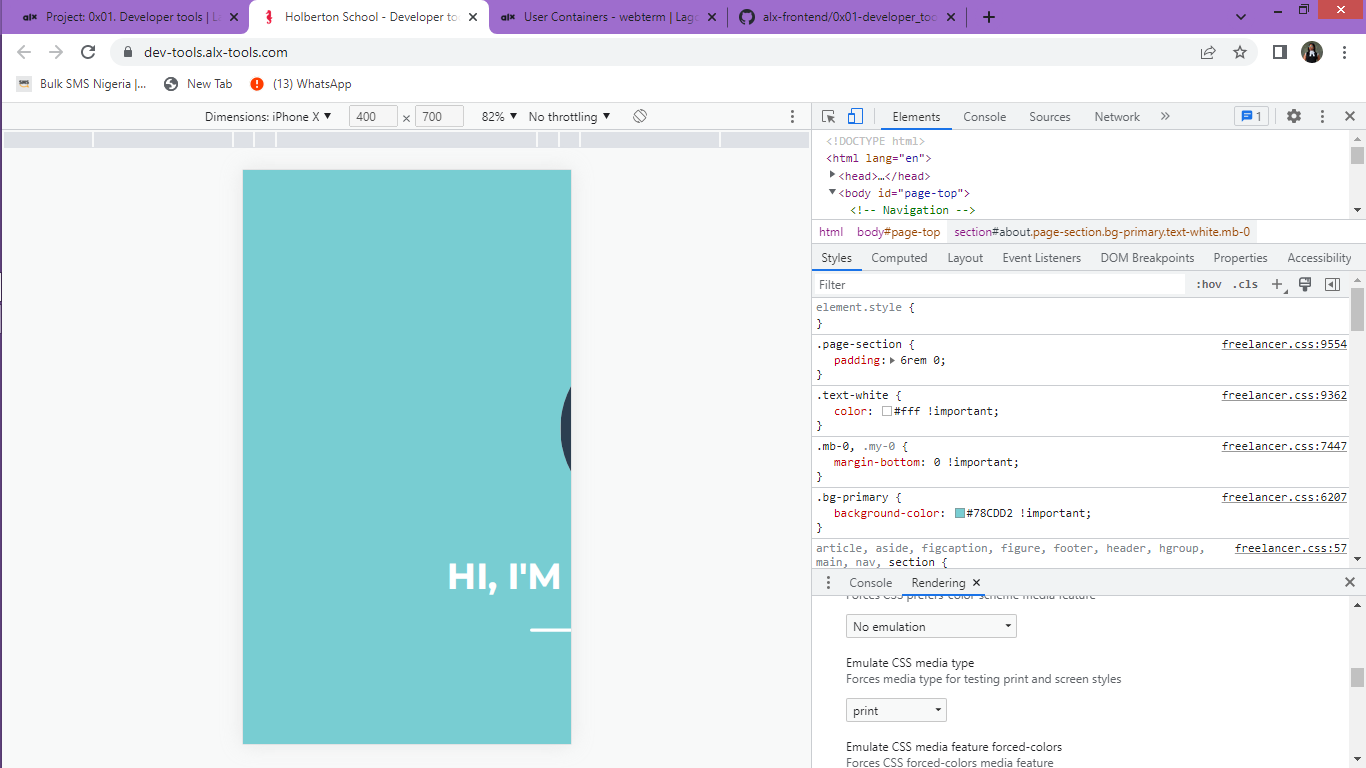 alx Project: 0x01. Developer tools | L
Holberton School - Developer to
alx User Containers - webterm | Lag
alx-frontend/0x01-developer_too
dev-tools.alx-tools.com
SMS Bulk SMS Nigeria |...
New Tab
(13) WhatsApp
Dimensions: iPhone X 400 × 700 82% No throttling
Elements Console Sources Network » 1
<!DOCTYPE html>
<html lang="en">
<head>…</head>
<body id="page-top">
<!-- Navigation -->
html body#page-top section#about.page-section.bg-primary.text-white.mb-0
Styles Computed Layout Event Listeners DOM Breakpoints Properties Accessibility
Filter :hov .cls +
element.style {
}
.page-section { freelancer.css:9554
padding: 6rem 0;
}
.text-white { freelancer.css:9362
color: #fff !important;
}
.mb-0, .my-0 { freelancer.css:7447
margin-bottom: 0 !important;
}
.bg-primary { freelancer.css:6207
background-color: #78CDD2 !important;
}
article, aside, figcaption, figure, footer, header, hgroup, freelancer.css:57
main, nav, section {
HI, I'M
Console Rendering
Forces CSS prefers-color-scheme media feature
No emulation
Emulate CSS media type
Forces media type for testing print and screen styles
print
Emulate CSS media feature forced-colors
Forces CSS forced-colors media feature